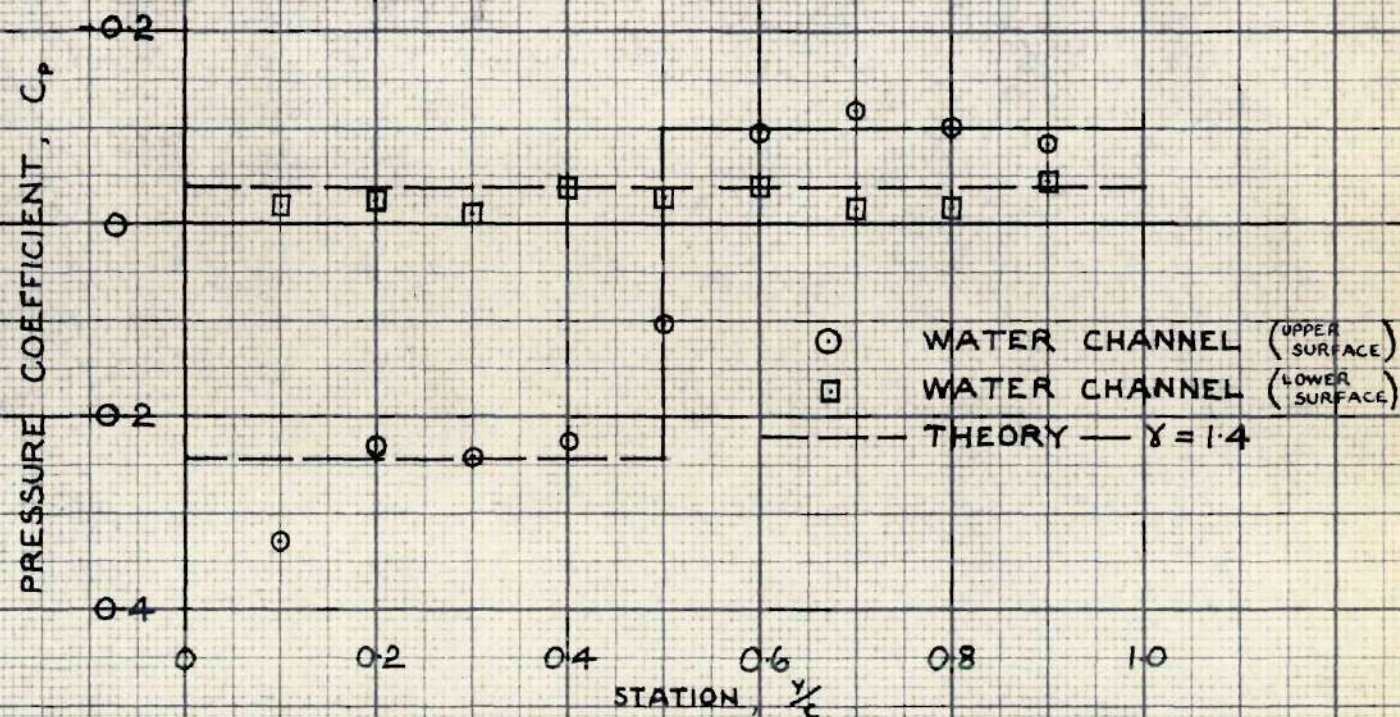 -0.2
PRESSURE COEFFICIENT, Cp
0
0.2
0.4
WATER CHANNEL (UPPER SURFACE)
WATER CHANNEL (LOWER SURFACE)
THEORY — γ = 1.4
0 0.2 0.4 0.6 0.8 1.0
STATION, Y/C